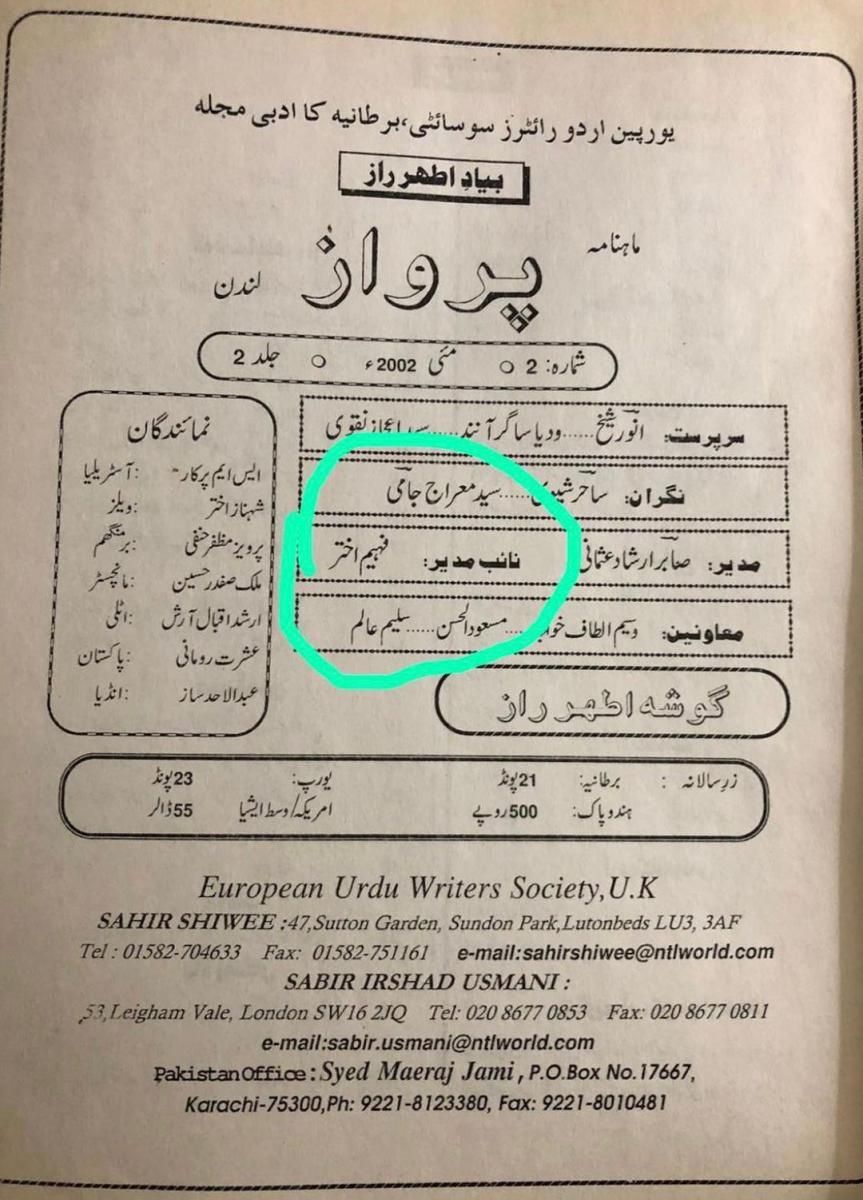 یورپین اردو رائٹرز سوسائٹی، برطانیہ کا ادبی مجلہ
بیادِ اطہر راز
ماہنامہ پرواز لندن
شمارہ: 2 ○ مئی 2002ء ○ جلد 2
سرپرست: انور شیخ......ودیا ساگر آنند......سید اعجاز نقوی
نگران: ساحر شیوی......سید معراج جامی
مدیر: صابر ارشاد عثمانی نائب مدیر: فہیم اختر
معاونین: وسیم الطاف ......مسعود الحسن......سلیم عالم
نمائندگان
ایس ایم پرکار آسٹریلیا:
شہناز اختر ویلز:
پرویز مظفر حنفی برمنگھم:
ملک صفدر حسین مانچسٹر:
ارشد اقبال آرش اٹلی:
عشرت رومانی پاکستان:
عبدالاحد ساز انڈیا:
گوشہ اطہر راز
زرِسالانہ : برطانیہ: 21 پونڈ یورپ: 23 پونڈ
ہندوپاک: 500 روپے امریکہ/وسط ایشیا 55 ڈالر
European Urdu Writers Society,U.K
SAHIR SHIWEE :47,Sutton Garden, Sundon Park,Lutonbeds LU3, 3AF
Tel : 01582-704633 Fax: 01582-751161 e-mail:sahirshiwee@ntlworld.com
SABIR IRSHAD USMANI :
53,Leigham Vale, London SW16 2JQ Tel: 020 8677 0853 Fax: 020 8677 0811
e-mail:sabir.usmani@ntlworld.com
Pakistan Office : Syed Maeraj Jami , P.O.Box No.17667,
Karachi-75300,Ph: 9221-8123380, Fax: 9221-8010481